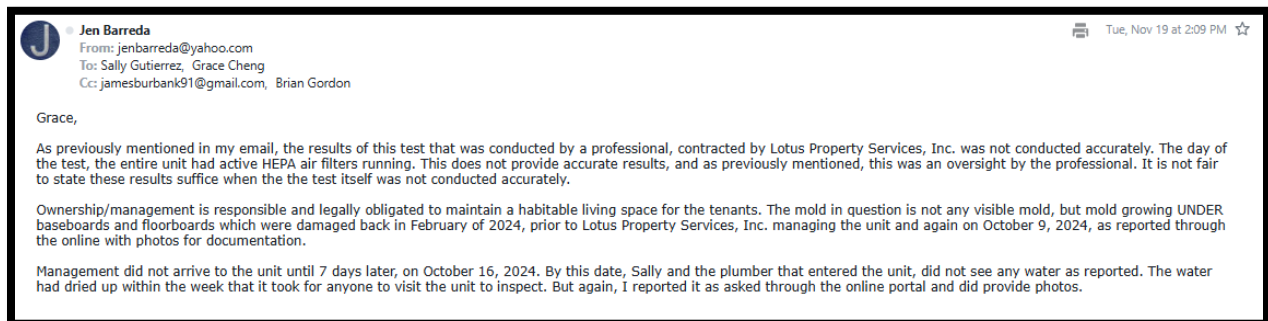 J
Jen Barreda
Tue, Nov 19 at 2:09 PM
From: jenbarreda@yahoo.com
To: Sally Gutierrez, Grace Cheng
Cc: jamesburbank91@gmail.com, Brian Gordon
Grace,
As previously mentioned in my email, the results of this test that was conducted by a professional, contracted by Lotus Property Services, Inc. was not conducted accurately. The day of
the test, the entire unit had active HEPA air filters running. This does not provide accurate results, and as previously mentioned, this was an oversight by the professional. It is not fair
to state these results suffice when the the test itself was not conducted accurately.
Ownership/management is responsible and legally obligated to maintain a habitable living space for the tenants. The mold in question is not any visible mold, but mold growing UNDER
baseboards and floorboards which were damaged back in February of 2024, prior to Lotus Property Services, Inc. managing the unit and again on October 9, 2024, as reported through
the online with photos for documentation.
Management did not arrive to the unit until 7 days later, on October 16, 2024. By this date, Sally and the plumber that entered the unit, did not see any water as reported. The water
had dried up within the week that it took for anyone to visit the unit to inspect. But again, I reported it as asked through the online portal and did provide photos.